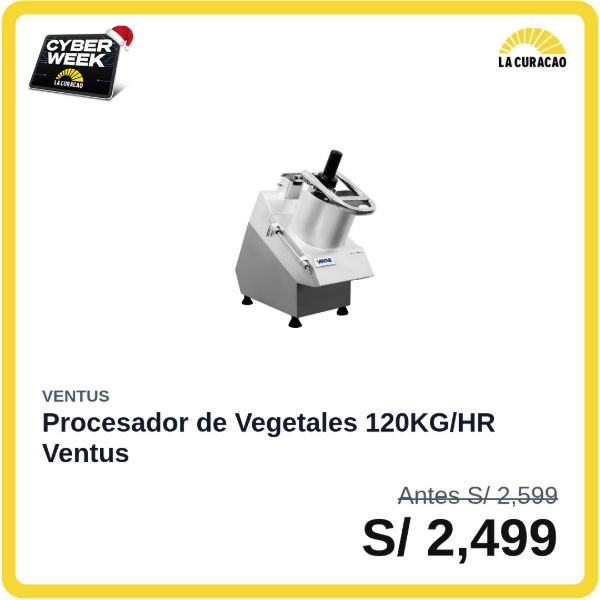 CYBER
WEEK
LA CURACAO
LA CURACAO
VENTUS
Procesador de Vegetales 120KG/HR
Ventus
Antes S/ 2,599
S/ 2,499